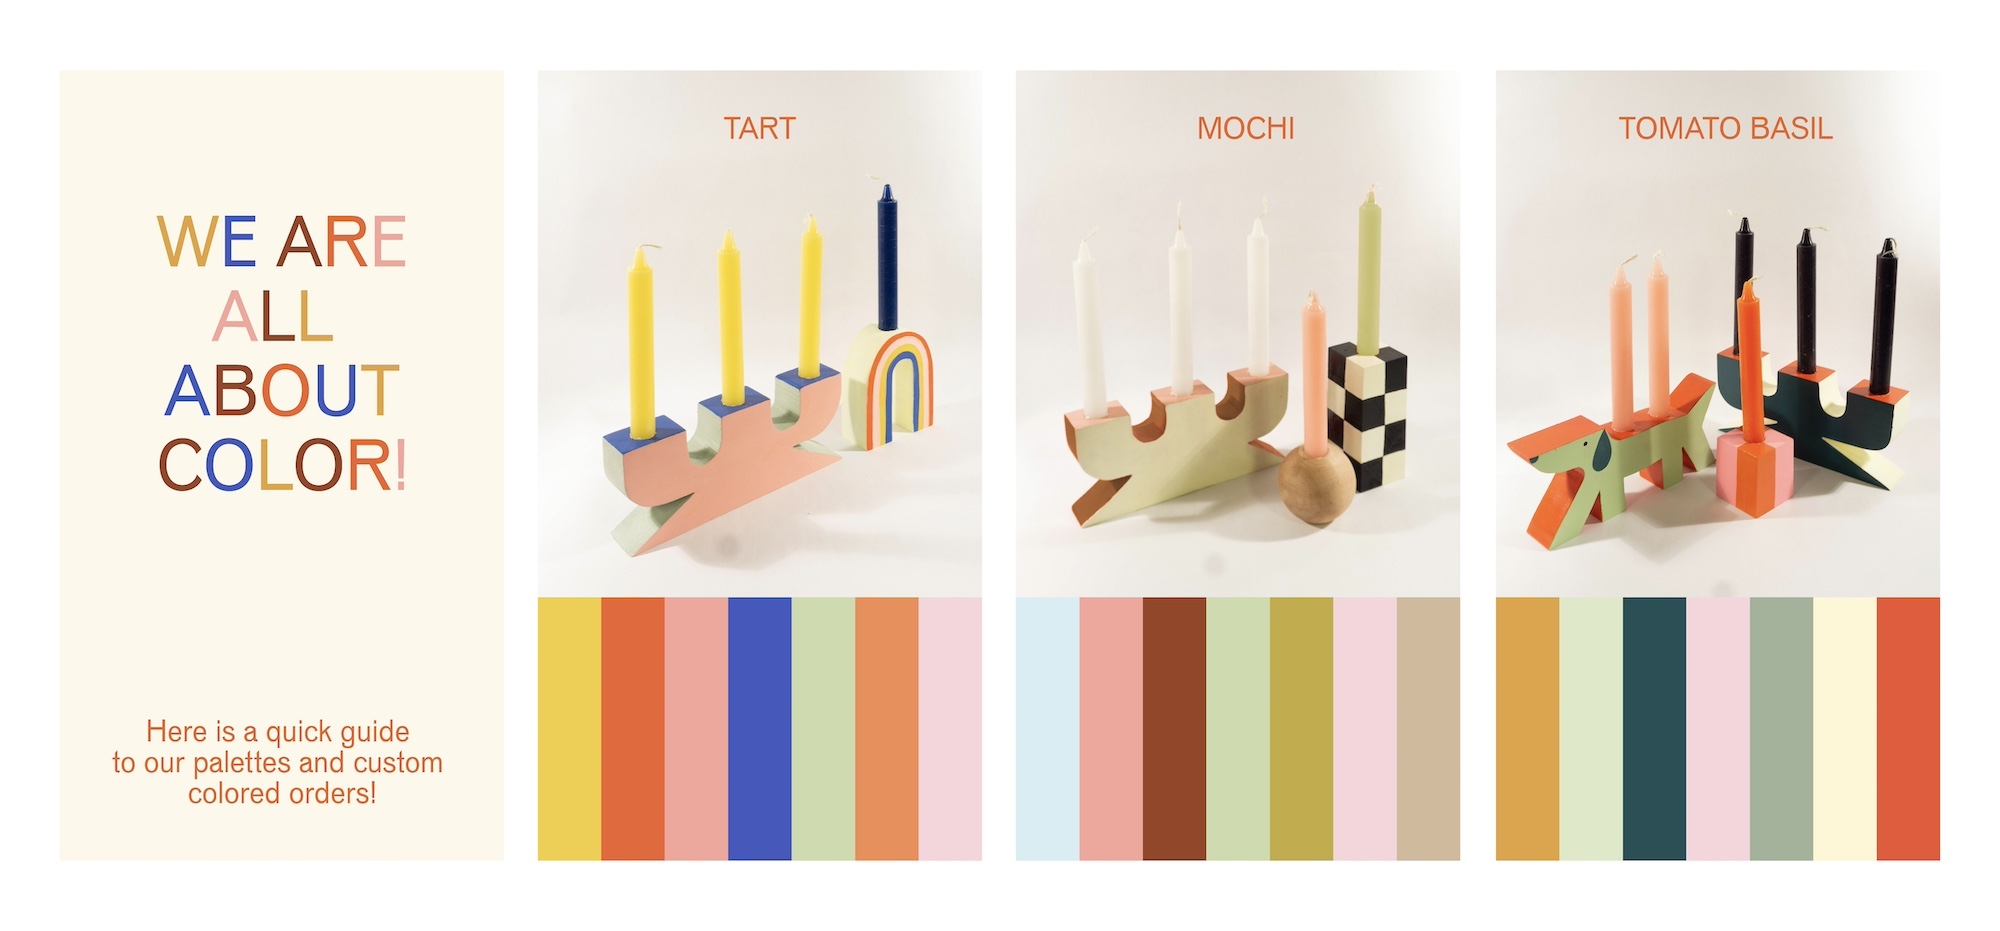 WE ARE
ALL
ABOUT
COLOR!
Here is a quick guide
to our palettes and custom
colored orders!
TART
MOCHI
TOMATO BASIL